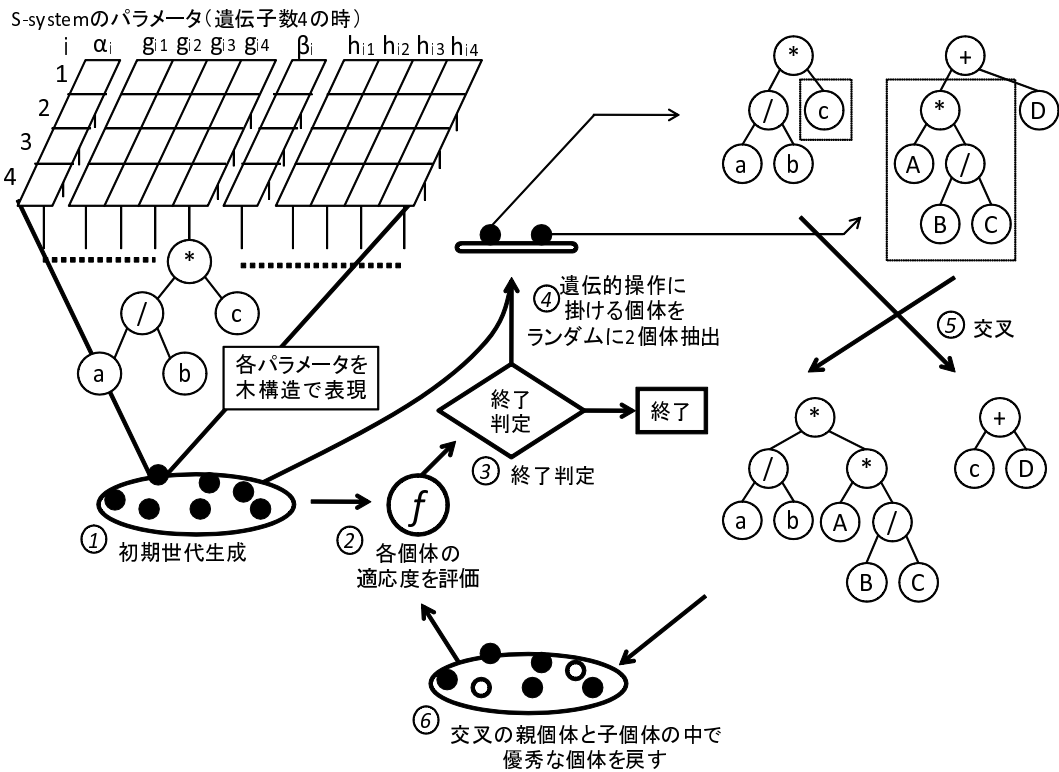 S-systemのパラメータ(遺伝子数4の時)
i αi gi1 gi2 gi3 gi4 βi hi1 hi2 hi3 hi4
1
2
3
4
*
/ c
a b
各パラメータを
木構造で表現
* +
/ c * D
a b A /
B C
④ 遺伝的操作に
掛ける個体を
ランダムに2個体抽出
⑤ 交叉
終了
判定
終了
③ 終了判定
f
① 初期世代生成
② 各個体の
適応度を評価
* +
/ * c D
a b A /
B C
⑥ 交叉の親個体と子個体の中で
優秀な個体を戻す